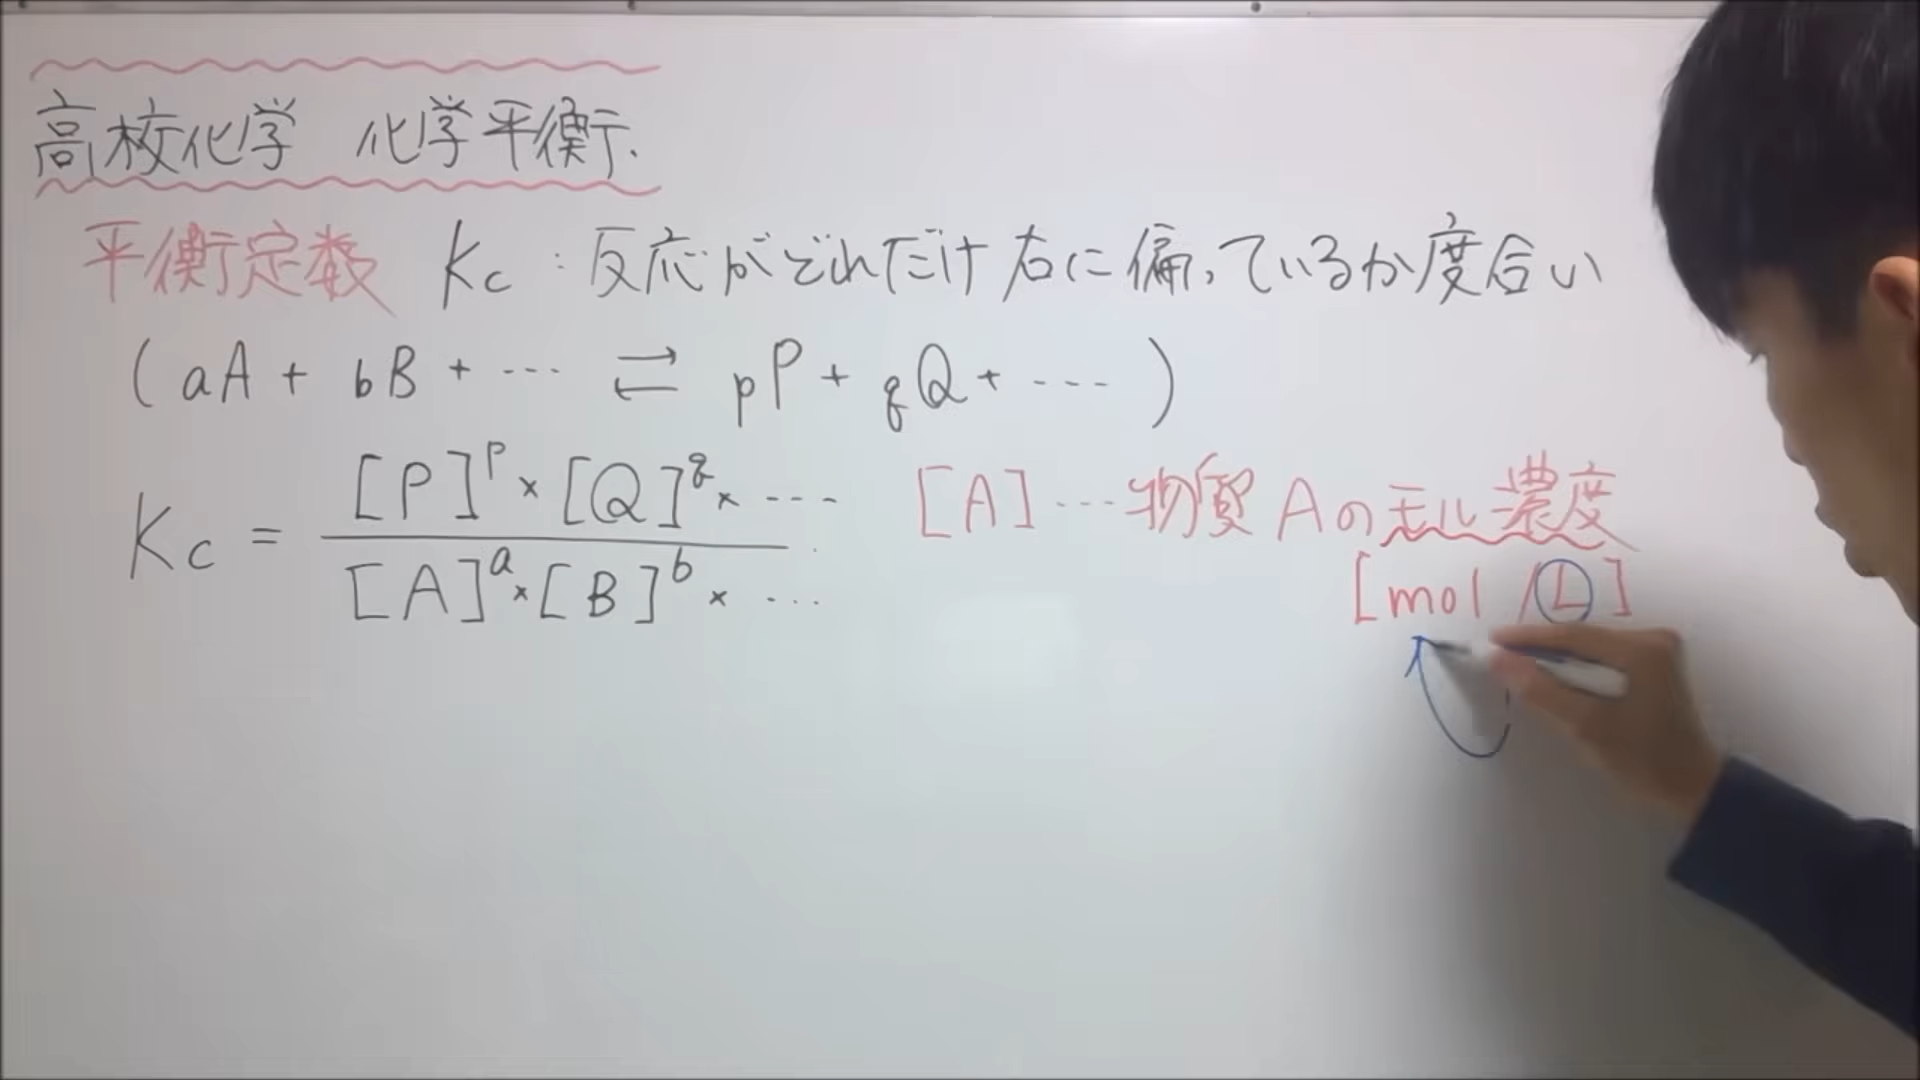 高校化学 化学平衡.
平衡定数 Kc : 反応がどれだけ右に偏っているか度合い
( aA + bB + ··· ⇄ pP + qQ + ··· )
Kc = [P]^p × [Q]^q × ··· / [A]^a × [B]^b × ···
[A] ··· 物質Aのモル濃度
[mol /L]